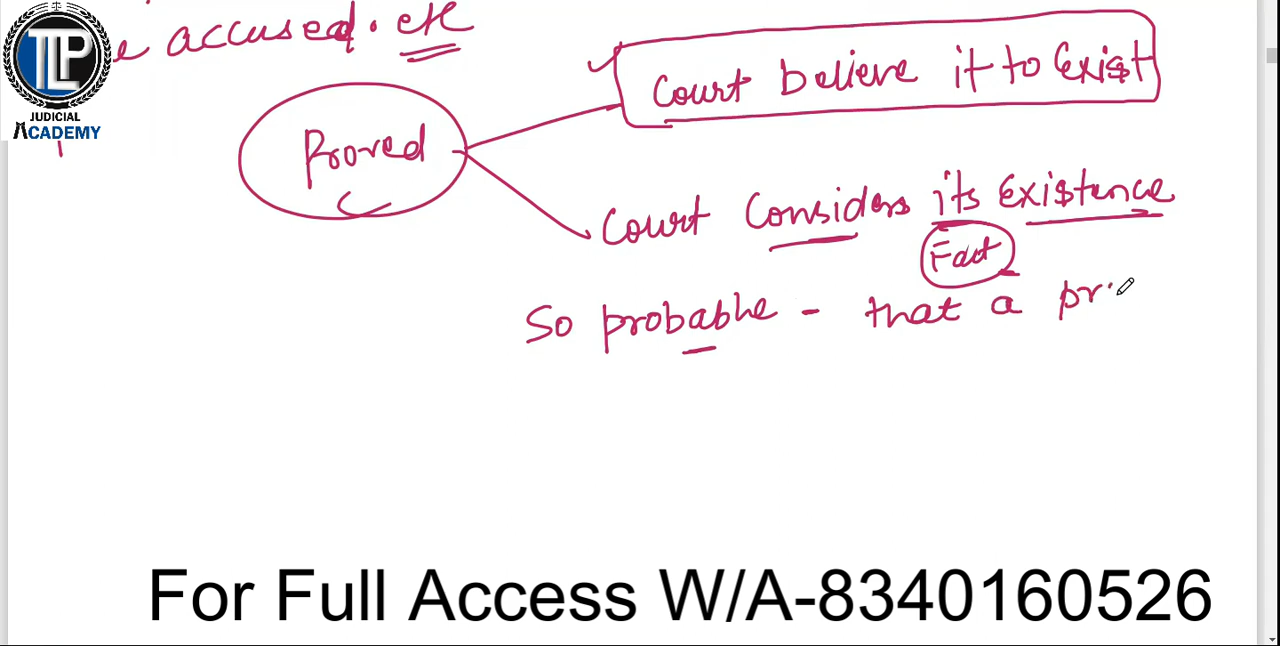 accused. etc
TLP
JUDICIAL
ACADEMY
Proved
Court believe it to Exist
Court Considers its Existence
Fact
So probable - that a pr
For Full Access W/A-8340160526